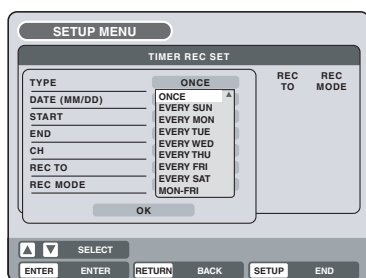 SETUP MENU
TIMER REC SET
TYPE ONCE REC TO REC MODE
DATE (MM/DD) ONCE
START EVERY SUN
EVERY MON
END EVERY TUE
CH EVERY WED
EVERY THU
REC TO EVERY FRI
REC MODE EVERY SAT
MON-FRI
OK
SELECT
ENTER ENTER RETURN BACK SETUP END